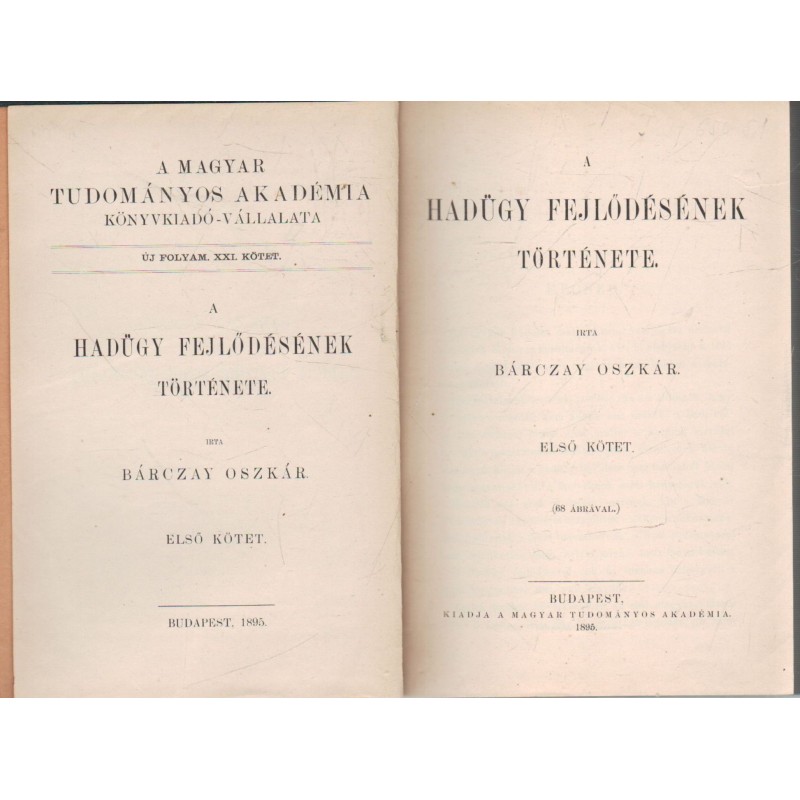 A MAGYAR
TUDOMÁNYOS AKADÉMIA
KÖNYVKIADÓ-VÁLLALATA
ÚJ FOLYAM. XXI. KÖTET.
A
HADÜGY FEJLŐDÉSÉNEK
TÖRTÉNETE.
IRTA
BÁRCZAY OSZKÁR.
ELSŐ KÖTET.
BUDAPEST, 1895.
A
HADÜGY FEJLŐDÉSÉNEK
TÖRTÉNETE.
IRTA
BÁRCZAY OSZKÁR.
ELSŐ KÖTET.
(68 ÁBRÁVAL.)
BUDAPEST,
KIADJA A MAGYAR TUDOMÁNYOS AKADÉMIA.
1895.